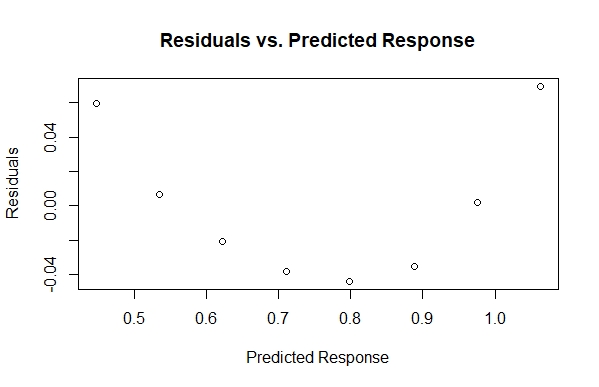 Residuals vs. Predicted Response
Residuals
0.04
0.00
-0.04
0.5 0.6 0.7 0.8 0.9 1.0
Predicted Response